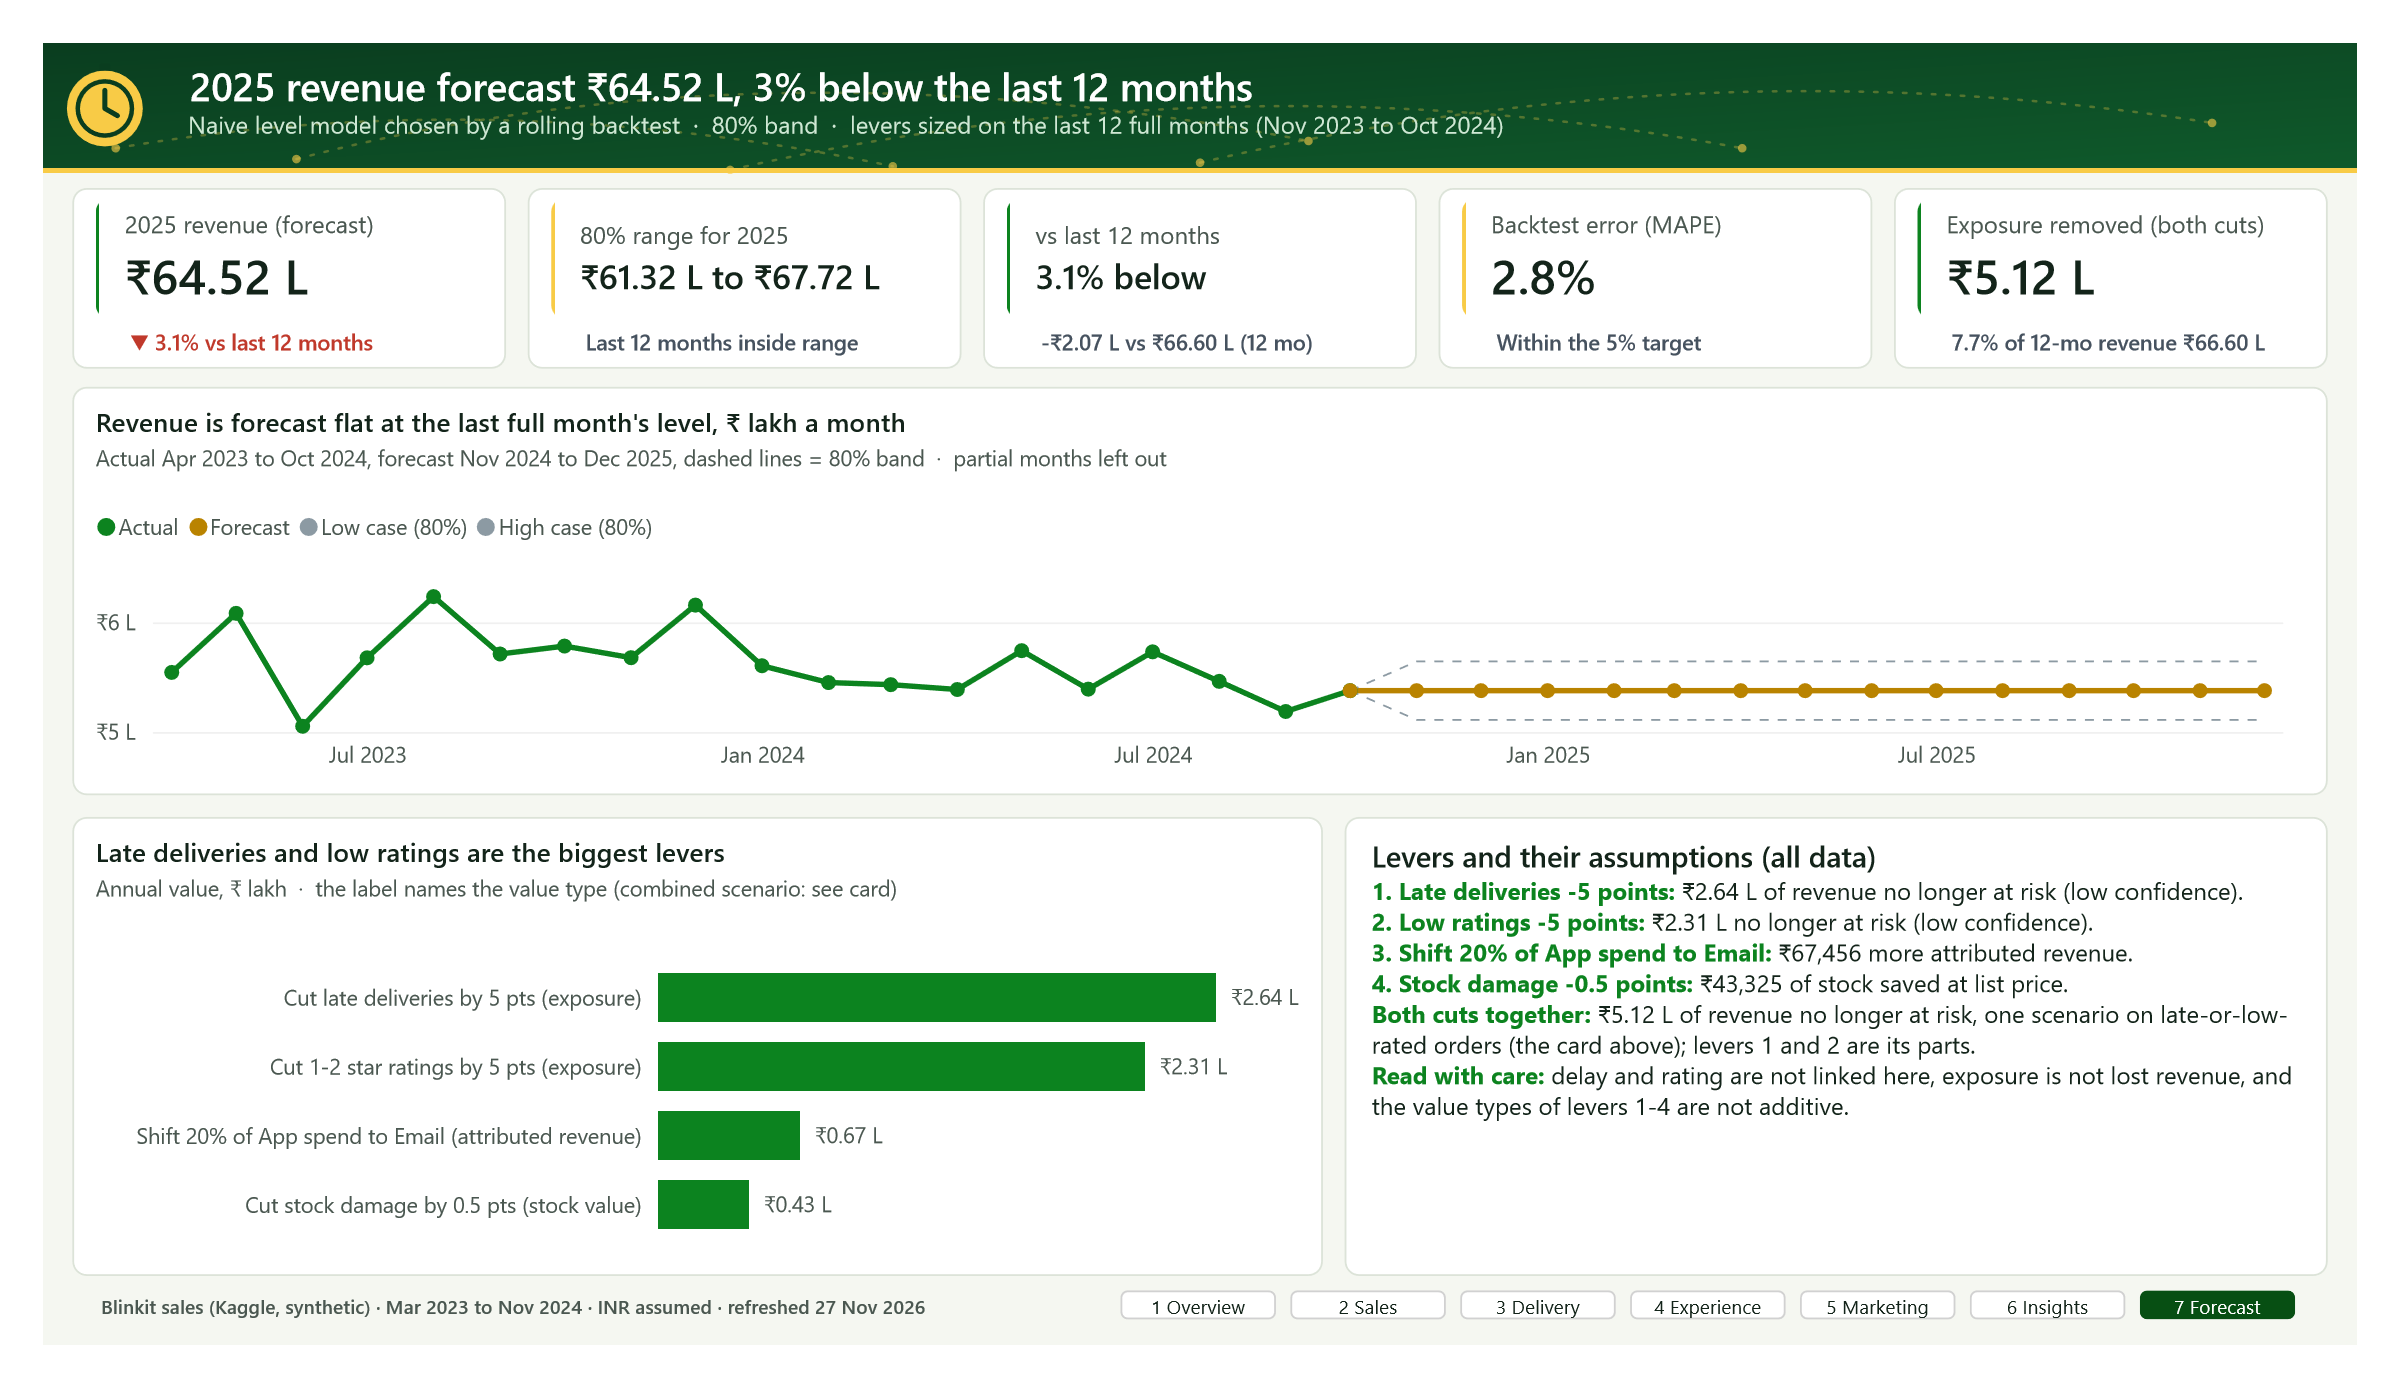 2025 revenue forecast ₹64.52 L, 3% below the last 12 months
Naive level model chosen by a rolling backtest · 80% band · levers sized on the last 12 full months (Nov 2023 to Oct 2024)
2025 revenue (forecast)
₹64.52 L
▼ 3.1% vs last 12 months
80% range for 2025
₹61.32 L to ₹67.72 L
Last 12 months inside range
vs last 12 months
3.1% below
-₹2.07 L vs ₹66.60 L (12 mo)
Backtest error (MAPE)
2.8%
Within the 5% target
Exposure removed (both cuts)
₹5.12 L
7.7% of 12-mo revenue ₹66.60 L
Revenue is forecast flat at the last full month's level, ₹ lakh a month
Actual Apr 2023 to Oct 2024, forecast Nov 2024 to Dec 2025, dashed lines = 80% band · partial months left out
Actual Forecast Low case (80%) High case (80%)
₹6 L
₹5 L
Jul 2023 Jan 2024 Jul 2024 Jan 2025 Jul 2025
Late deliveries and low ratings are the biggest levers
Annual value, ₹ lakh · the label names the value type (combined scenario: see card)
Cut late deliveries by 5 pts (exposure) ₹2.64 L
Cut 1-2 star ratings by 5 pts (exposure) ₹2.31 L
Shift 20% of App spend to Email (attributed revenue) ₹0.67 L
Cut stock damage by 0.5 pts (stock value) ₹0.43 L
Levers and their assumptions (all data)
1. Late deliveries -5 points: ₹2.64 L of revenue no longer at risk (low confidence).
2. Low ratings -5 points: ₹2.31 L no longer at risk (low confidence).
3. Shift 20% of App spend to Email: ₹67,456 more attributed revenue.
4. Stock damage -0.5 points: ₹43,325 of stock saved at list price.
Both cuts together: ₹5.12 L of revenue no longer at risk, one scenario on late-or-low-
rated orders (the card above); levers 1 and 2 are its parts.
Read with care: delay and rating are not linked here, exposure is not lost revenue, and
the value types of levers 1-4 are not additive.
Blinkit sales (Kaggle, synthetic) · Mar 2023 to Nov 2024 · INR assumed · refreshed 27 Nov 2026
1 Overview 2 Sales 3 Delivery 4 Experience 5 Marketing 6 Insights 7 Forecast